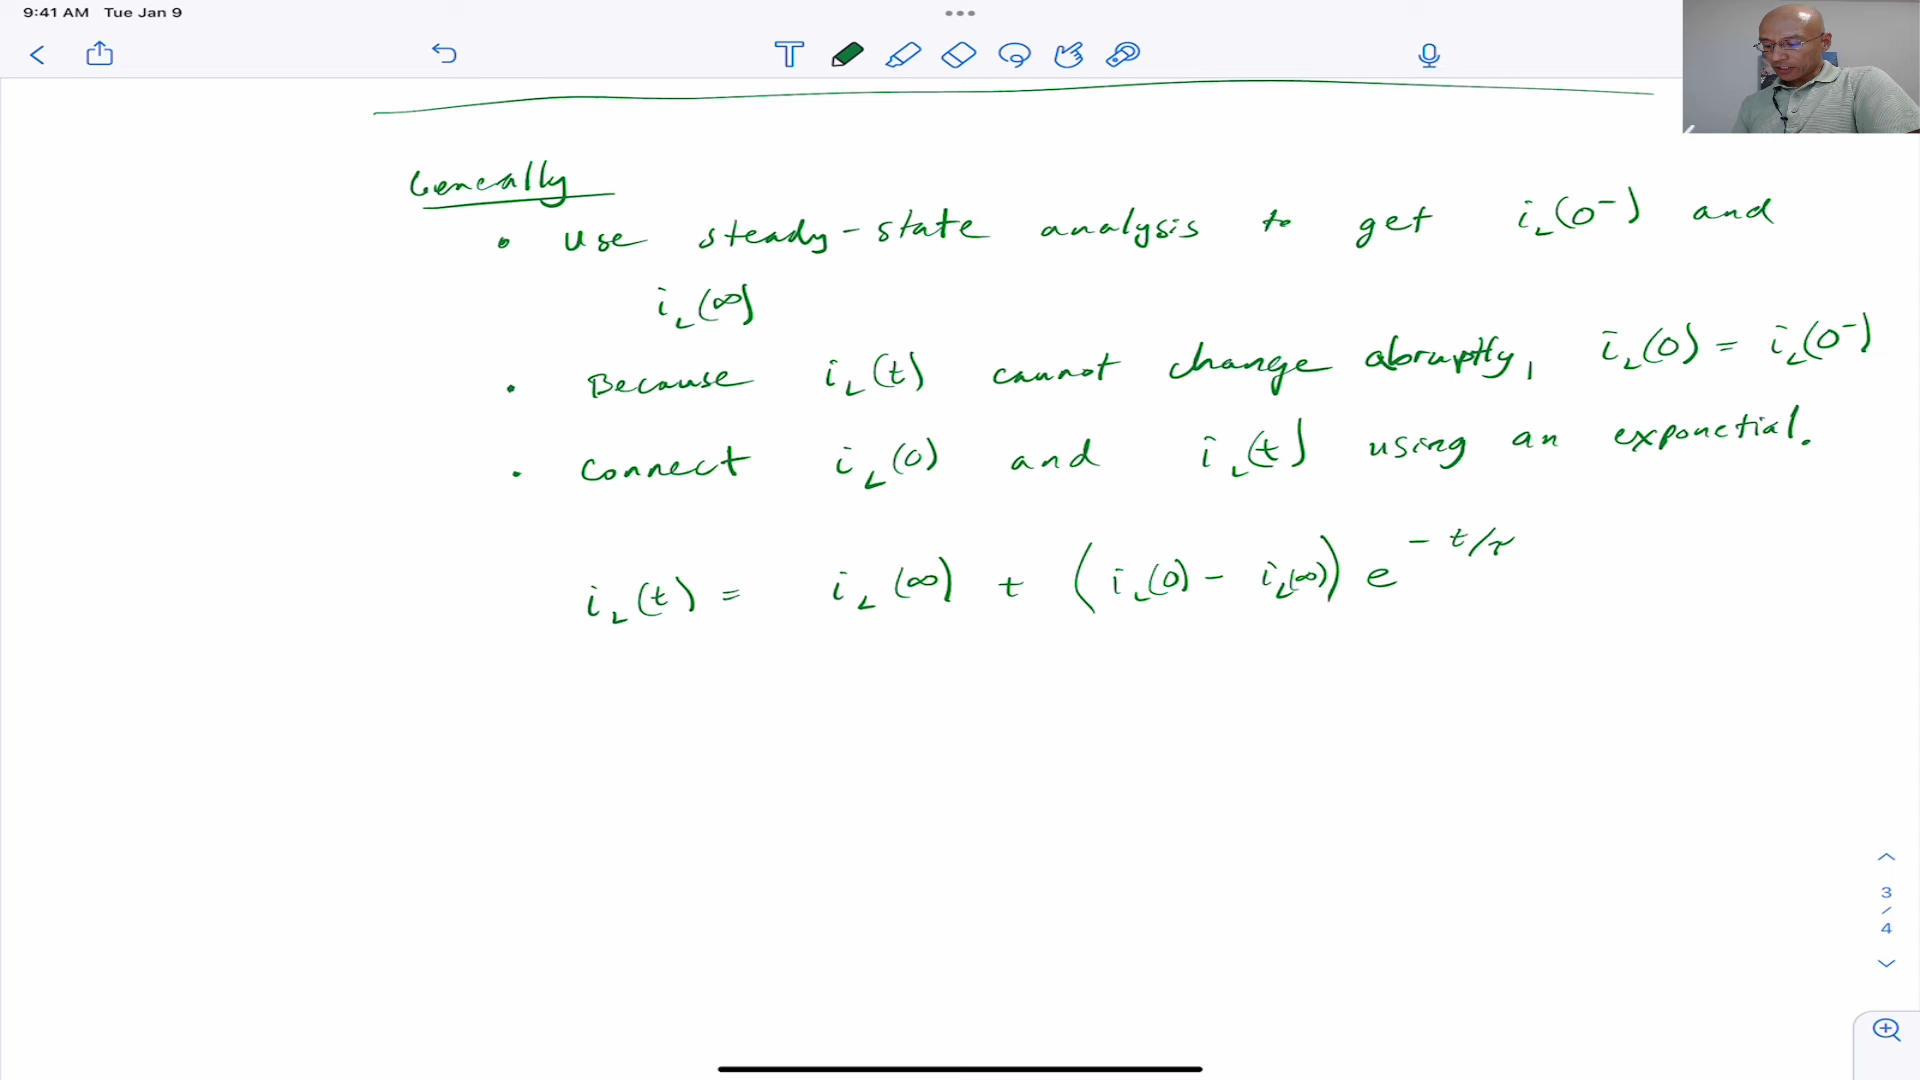 9:41 AM Tue Jan 9
Generally
• Use steady-state analysis to get i_L(0⁻) and
i_L(∞)
• Because i_L(t) cannot change abruptly, i_L(0) = i_L(0⁻)
• Connect i_L(0) and i_L(t) using an exponetial.
i_L(t) = i_L(∞) + (i_L(0) - i_L(∞)) e^{-t/τ}
3
/
4